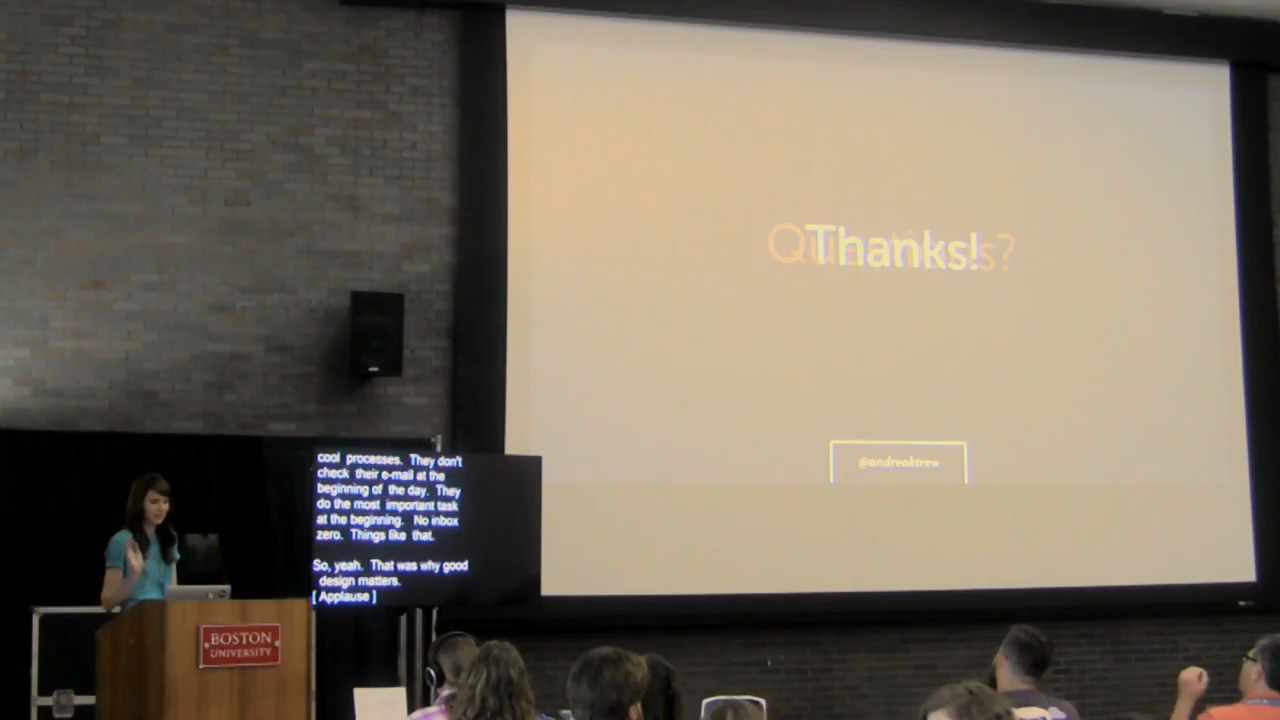 Questions?
Thanks!
@andreaktrew
cool processes. They don't
check their e-mail at the
beginning of the day. They
do the most important task
at the beginning. No inbox
zero. Things like that.
So, yeah. That was why good
design matters.
[ Applause ]
BOSTON
UNIVERSITY